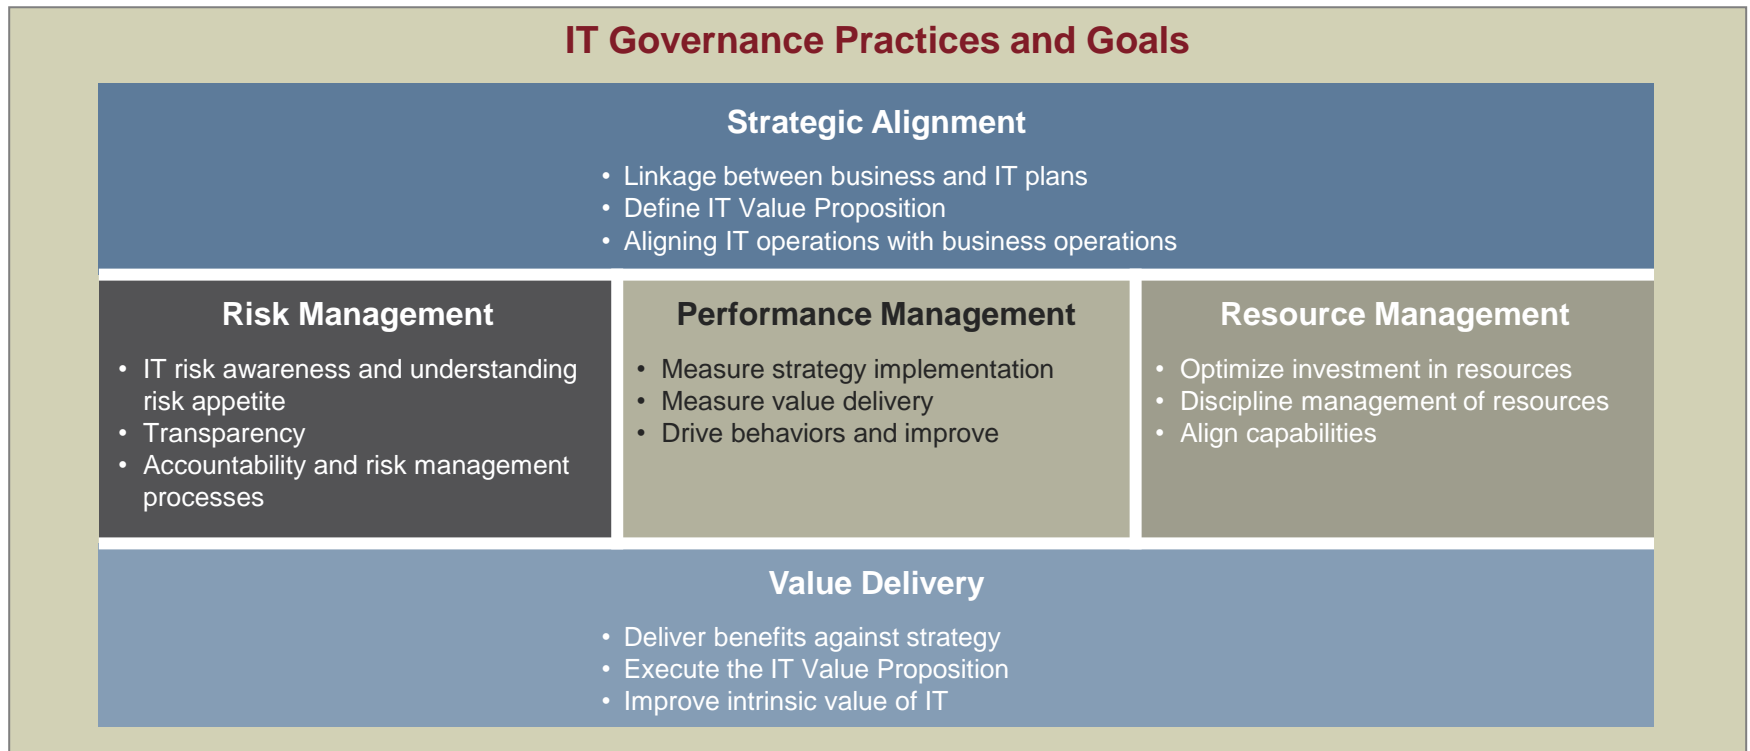 IT Governance Practices and Goals
Strategic Alignment
• Linkage between business and IT plans
• Define IT Value Proposition
• Aligning IT operations with business operations
Risk Management
• IT risk awareness and understanding
risk appetite
• Transparency
• Accountability and risk management
processes
Performance Management
• Measure strategy implementation
• Measure value delivery
• Drive behaviors and improve
Resource Management
• Optimize investment in resources
• Discipline management of resources
• Align capabilities
Value Delivery
• Deliver benefits against strategy
• Execute the IT Value Proposition
• Improve intrinsic value of IT